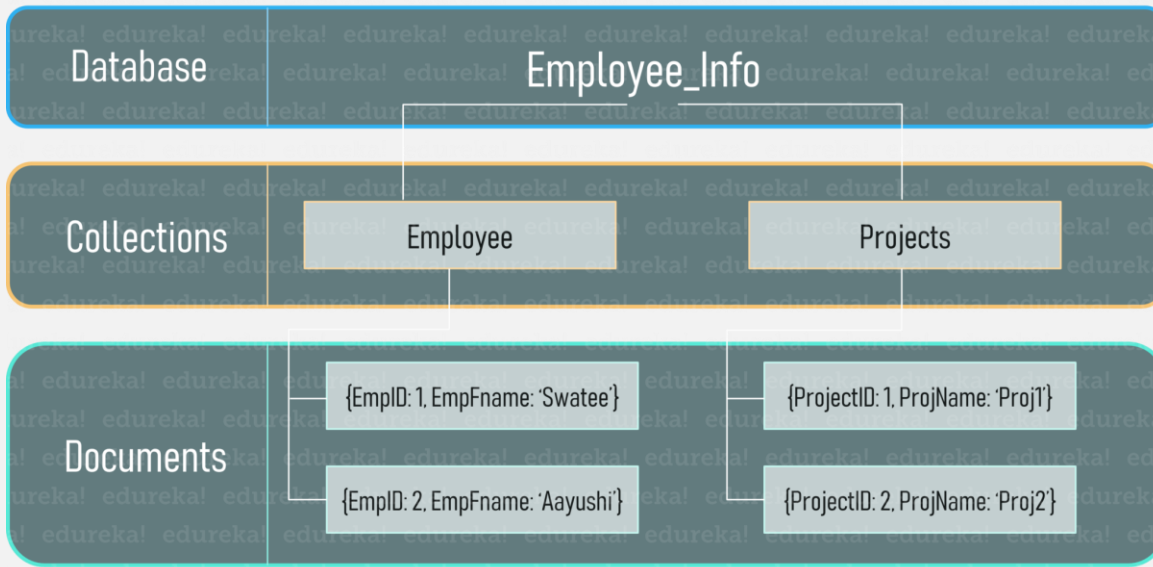 Database
Employee_Info
Collections
Employee
Projects
Documents
{EmpID: 1, EmpFname: ‘Swatee’}
{ProjectID: 1, ProjName: ‘Proj1’}
{EmpID: 2, EmpFname: ‘Aayushi’}
{ProjectID: 2, ProjName: ‘Proj2’}
edureka!